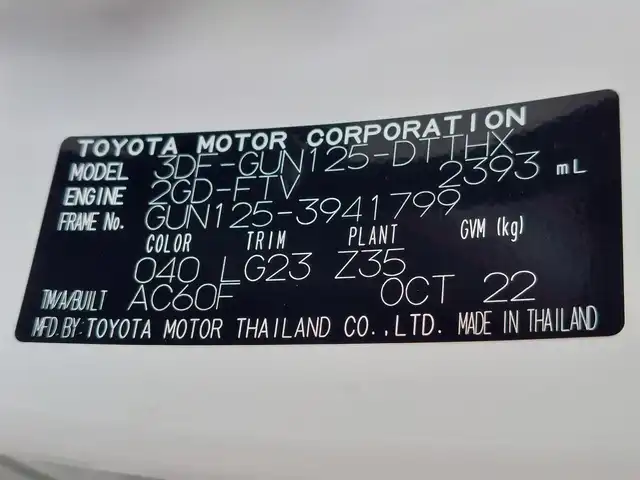 TOYOTA MOTOR CORPORATION
MODEL 3DF-GUN125-DTTHX
ENGINE 2GD-FTV 2393 mL
FRAME No. GUN125-3941799
COLOR TRIM PLANT GVM (kg)
040 LG23 Z35
TM/A/BUILT AC60F OCT 22
MFD.BY:TOYOTA MOTOR THAILAND CO.,LTD. MADE IN THAILAND